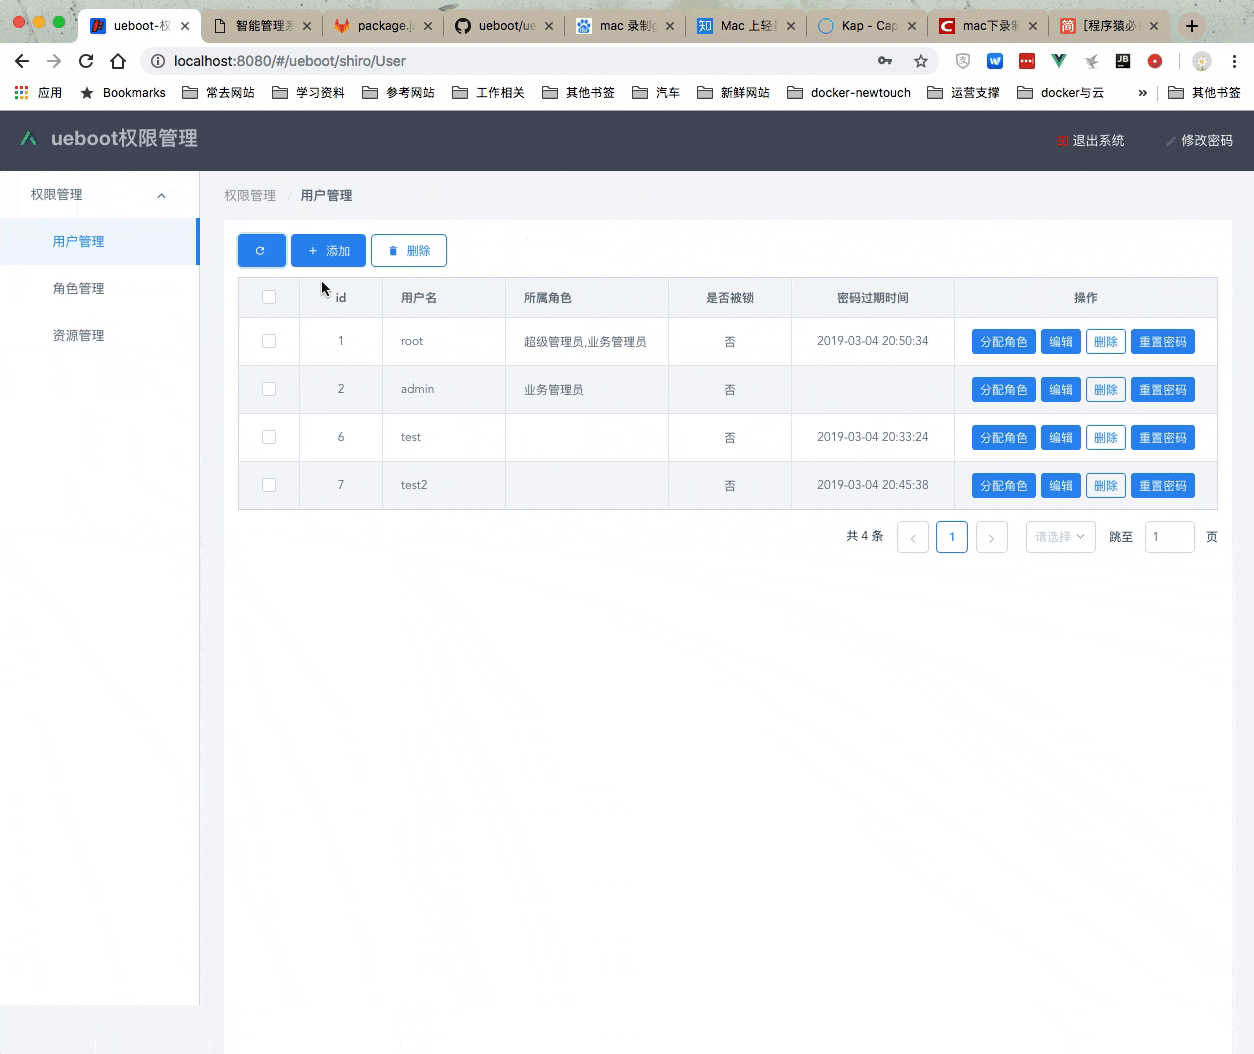 ueboot-权
智能管理系
package.j
ueboot/ue
mac 录制g
Mac 上轻量
Kap - Cap
mac下录制
[程序猿必备
localhost:8080/#/ueboot/shiro/User
应用
Bookmarks
常去网站
学习资料
参考网站
工作相关
其他书签
汽车
新鲜网站
docker-newtouch
运营支撑
docker与云
»
其他书签
ueboot权限管理
退出系统
修改密码
权限管理
用户管理
角色管理
资源管理
权限管理 / 用户管理
+ 添加
删除
id 用户名 所属角色 是否被锁 密码过期时间 操作
1 root 超级管理员,业务管理员 否 2019-03-04 20:50:34 分配角色 编辑 删除 重置密码
2 admin 业务管理员 否 分配角色 编辑 删除 重置密码
6 test 否 2019-03-04 20:33:24 分配角色 编辑 删除 重置密码
7 test2 否 2019-03-04 20:45:38 分配角色 编辑 删除 重置密码
共 4 条 1 请选择 跳至 1 页